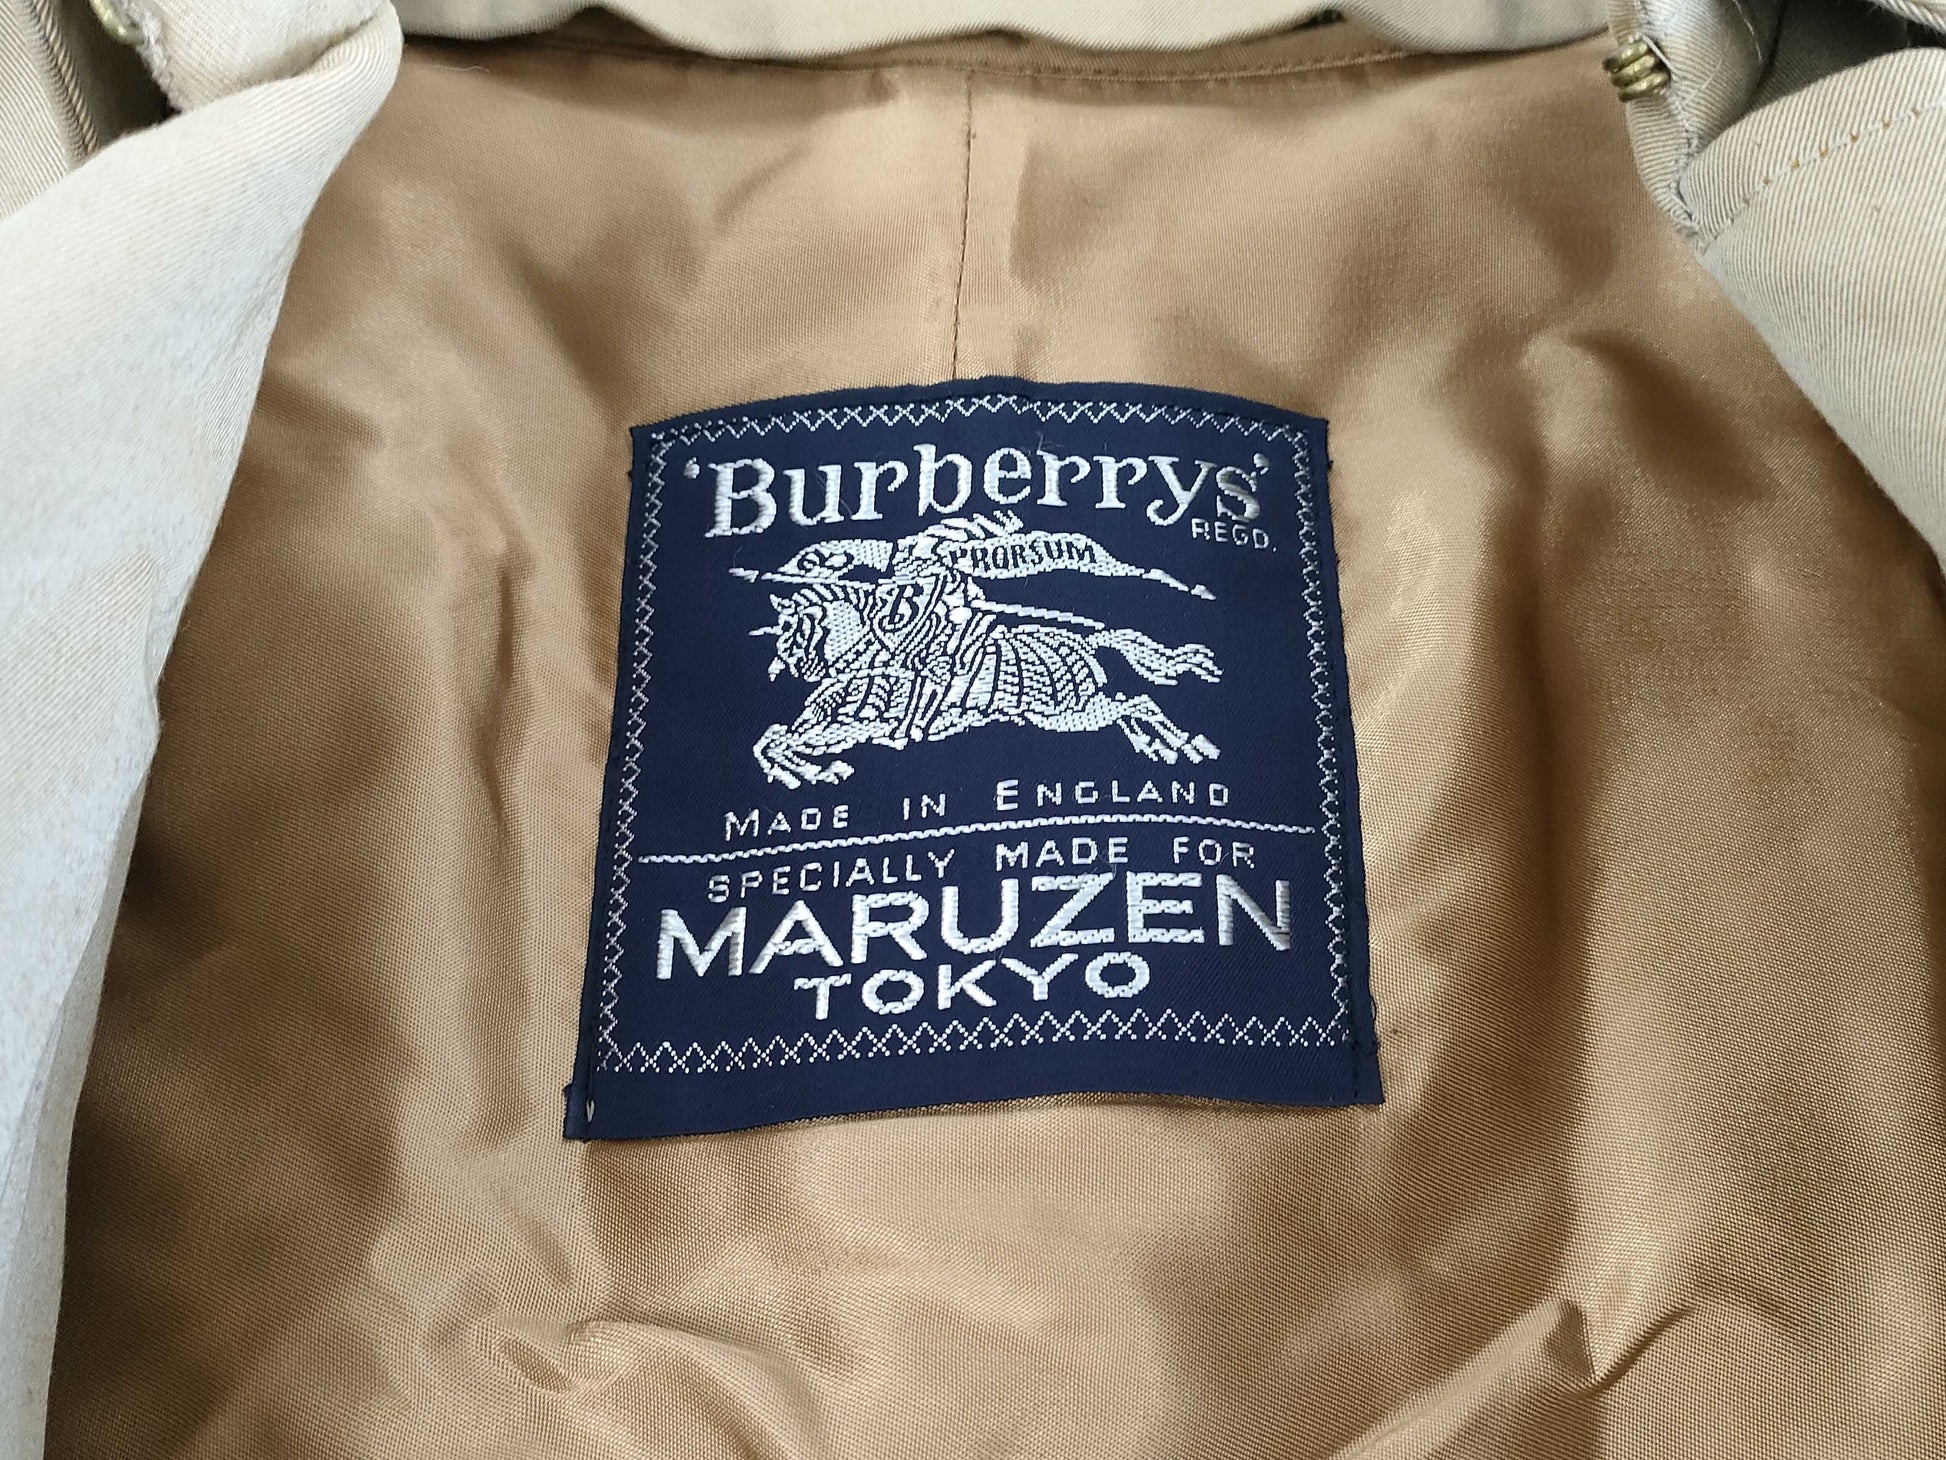 'Burberrys'
REGD.
PRORSUM
B
MADE IN ENGLAND
SPECIALLY MADE FOR
MARUZEN
TOKYO